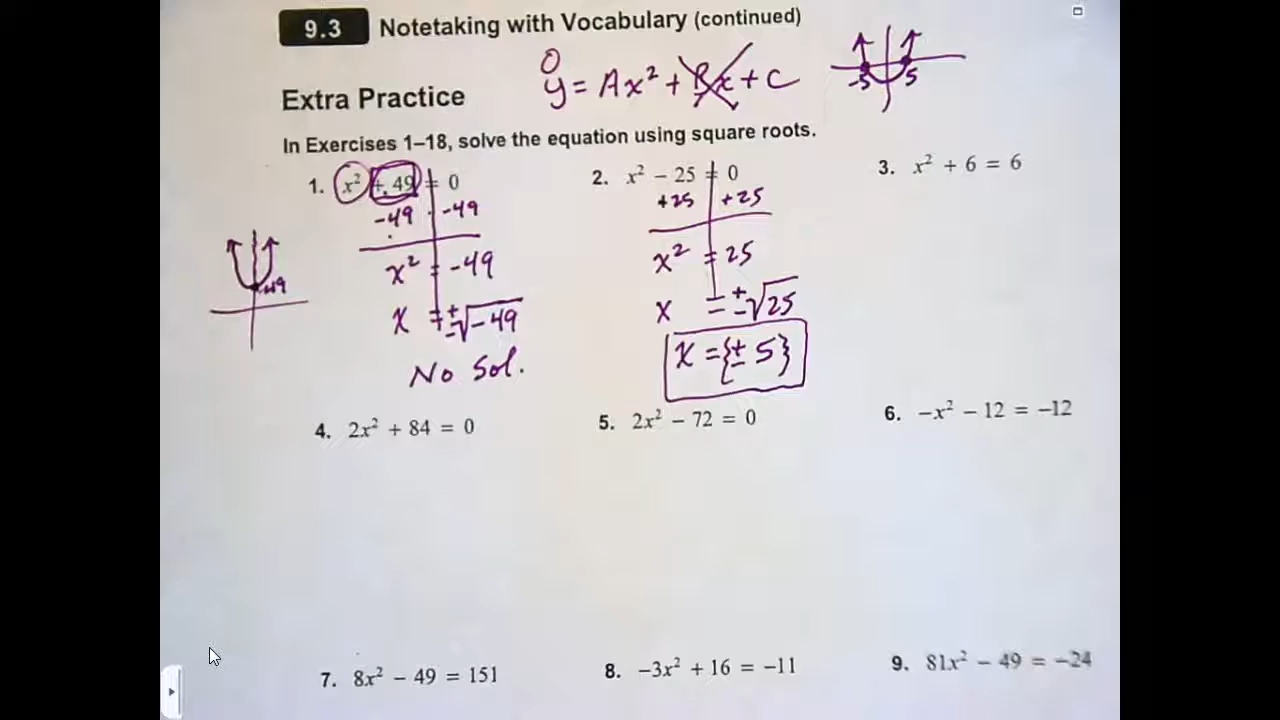 9.3 Notetaking with Vocabulary (continued)
0
y = Ax² + Bx + C
-5 5
Extra Practice
In Exercises 1–18, solve the equation using square roots.
1. x² + 49 = 0
-49 -49
x² = -49
x = ±√-49
No Sol.
49
2. x² − 25 = 0
+25 +25
x² = 25
x = ±√25
x = {± 5}
3. x² + 6 = 6
4. 2x² + 84 = 0
5. 2x² − 72 = 0
6. −x² − 12 = −12
7. 8x² − 49 = 151
8. −3x² + 16 = −11
9. 81x² − 49 = −24